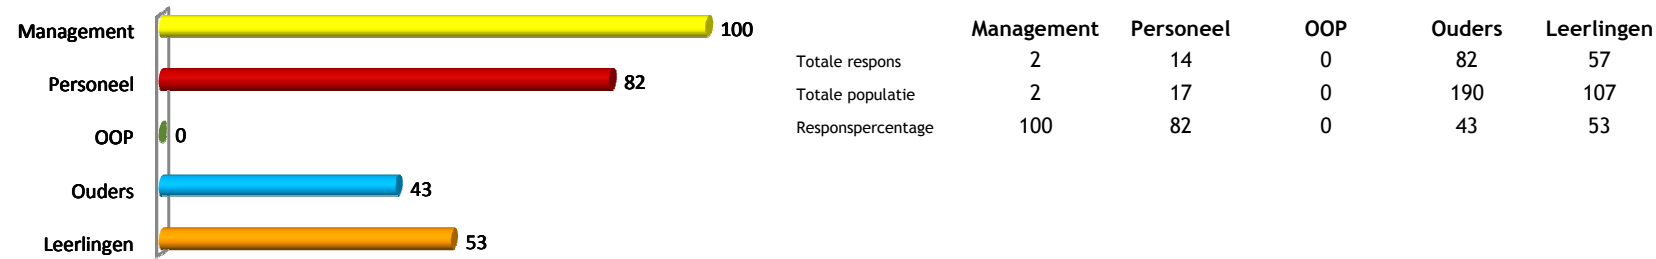 Management 100
Personeel 82
OOP 0
Ouders 43
Leerlingen 53
Management Personeel OOP Ouders Leerlingen
Totale respons 2 14 0 82 57
Totale populatie 2 17 0 190 107
Responspercentage 100 82 0 43 53